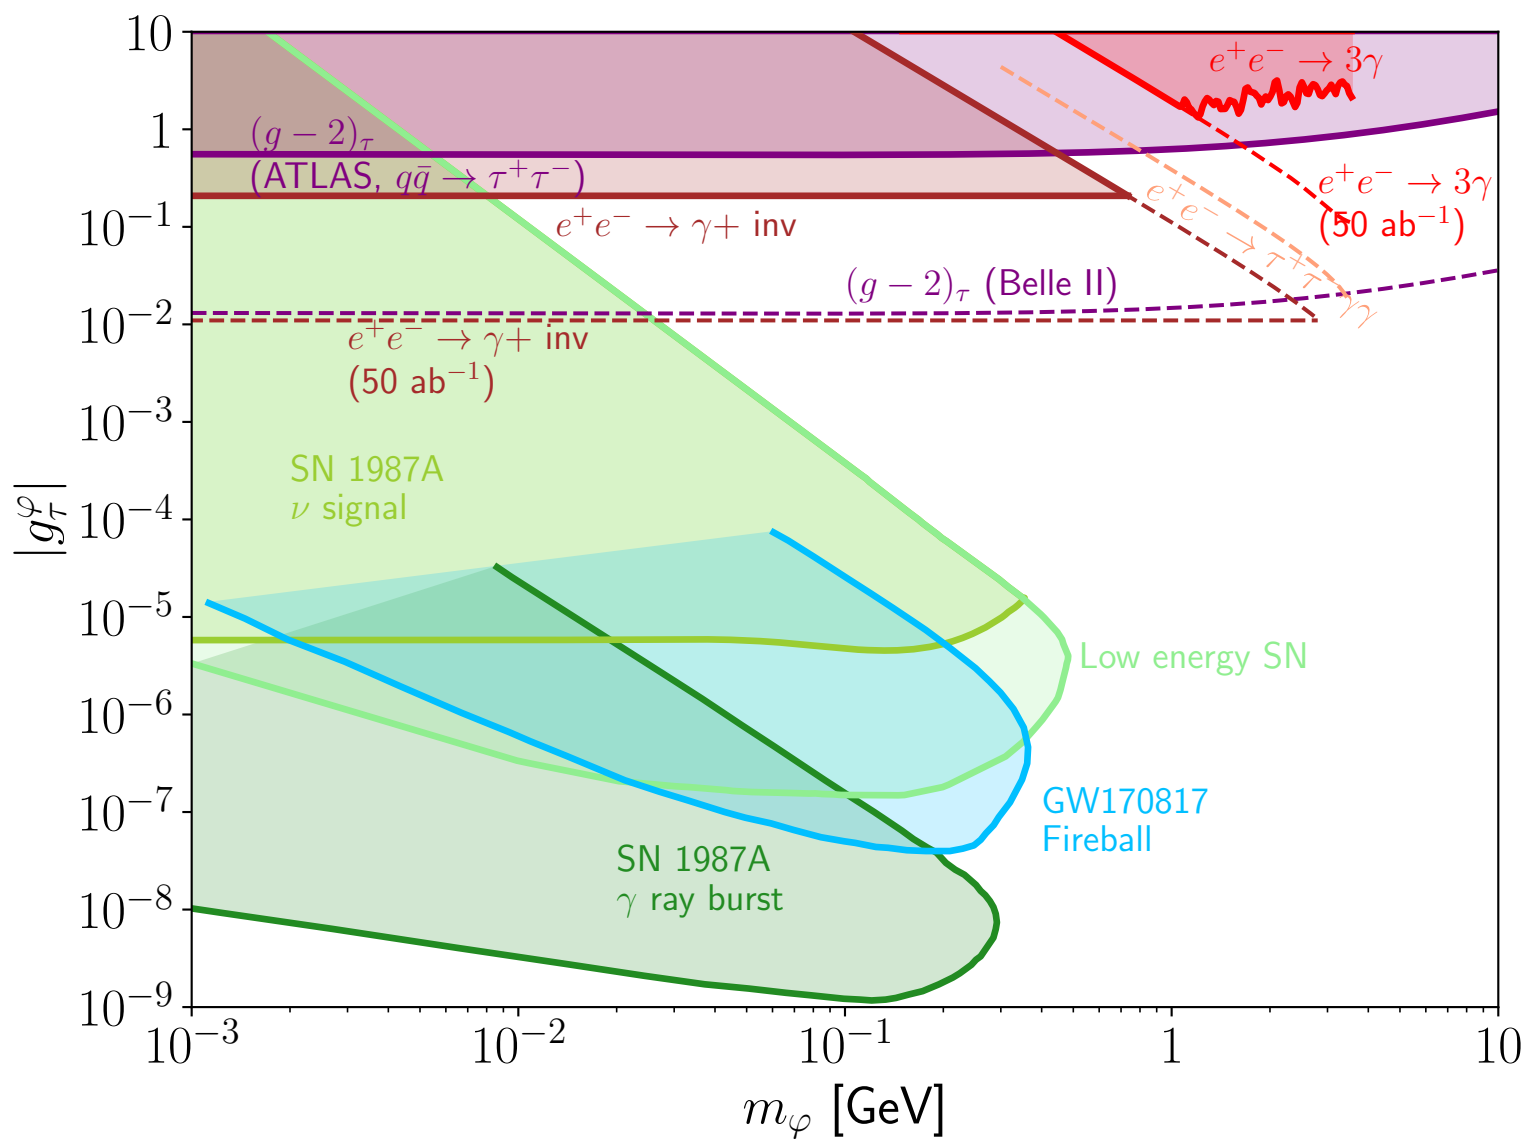 10
1
10⁻¹
10⁻²
10⁻³
10⁻⁴
10⁻⁵
10⁻⁶
10⁻⁷
10⁻⁸
10⁻⁹
|g_τ^φ|
(g − 2)_τ
(ATLAS, qq̄ → τ⁺τ⁻)
e⁺e⁻ → γ+ inv
e⁺e⁻ → 3γ
e⁺e⁻ → 3γ
(50 ab⁻¹)
e⁺e⁻ → τ⁺τ⁻γγ
(g − 2)_τ (Belle II)
e⁺e⁻ → γ+ inv
(50 ab⁻¹)
SN 1987A
ν signal
Low energy SN
GW170817
Fireball
SN 1987A
γ ray burst
10⁻³
10⁻²
10⁻¹
1
10
m_φ [GeV]